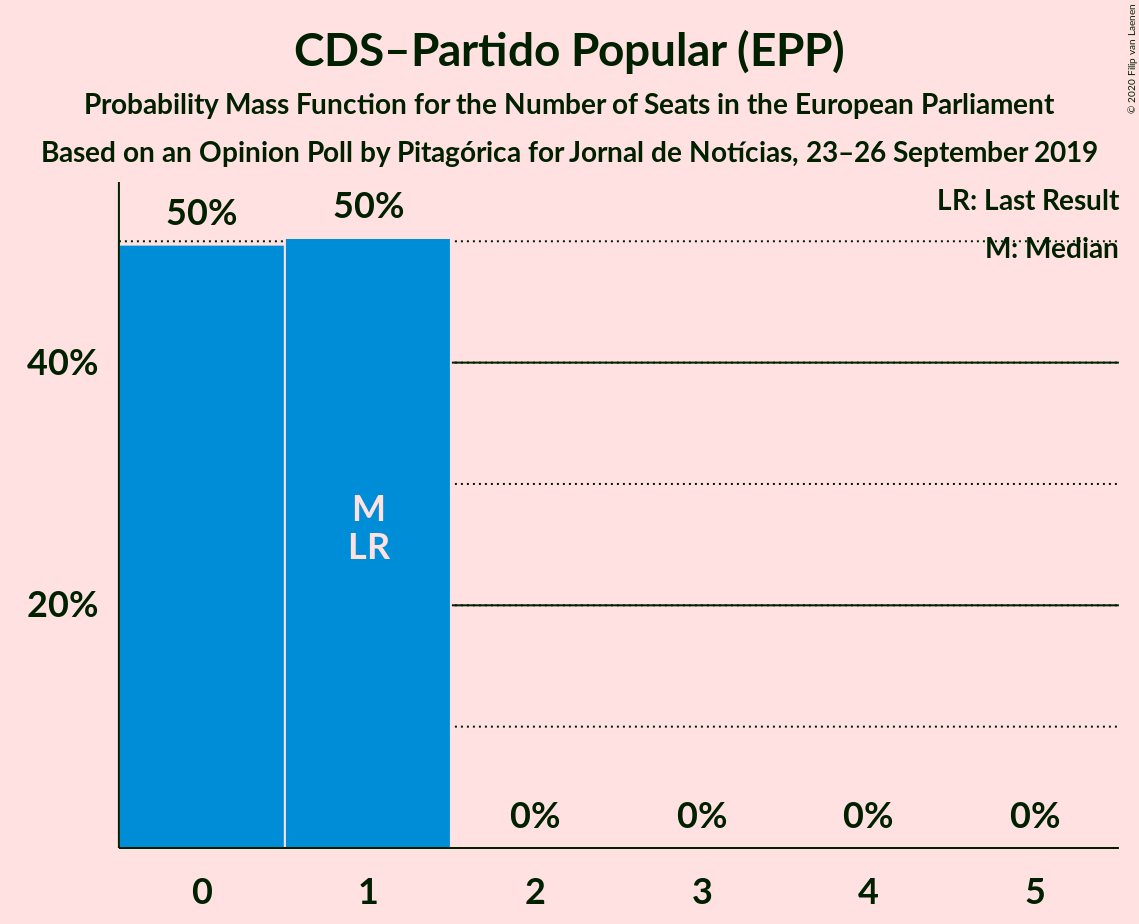 CDS–Partido Popular (EPP)
Probability Mass Function for the Number of Seats in the European Parliament
Based on an Opinion Poll by Pitagórica for Jornal de Notícias, 23–26 September 2019
© 2020 Filip van Laenen
LR: Last Result
M: Median
50%
50%
40%
20%
M
LR
0%
0%
0%
0%
0
1
2
3
4
5